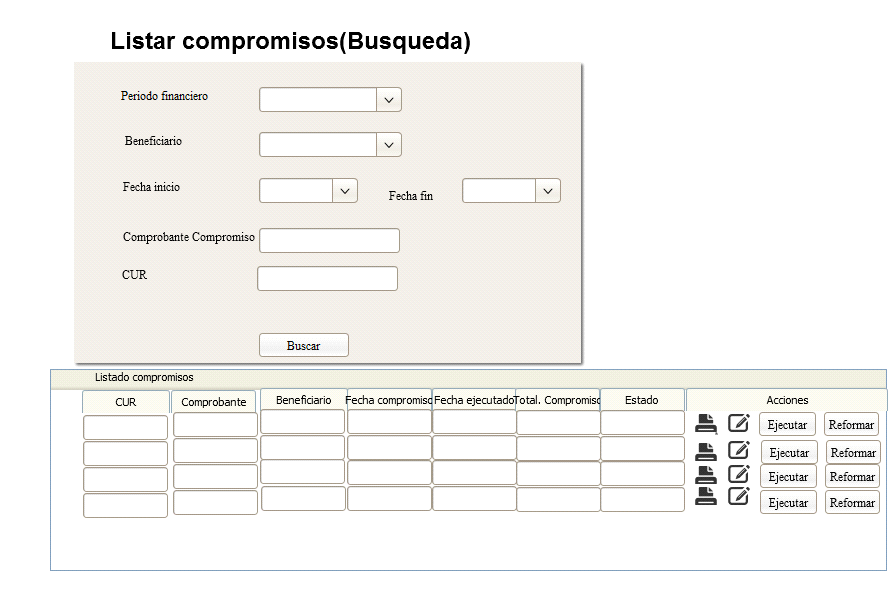 Listar compromisos(Busqueda)
Periodo financiero
Beneficiario
Fecha inicio Fecha fin
Comprobante Compromiso
CUR
Buscar
Listado compromisos
CUR Comprobante Beneficiario Fecha compromiso Fecha ejecutado Total. Compromiso Estado Acciones
Ejecutar Reformar
Ejecutar Reformar
Ejecutar Reformar
Ejecutar Reformar